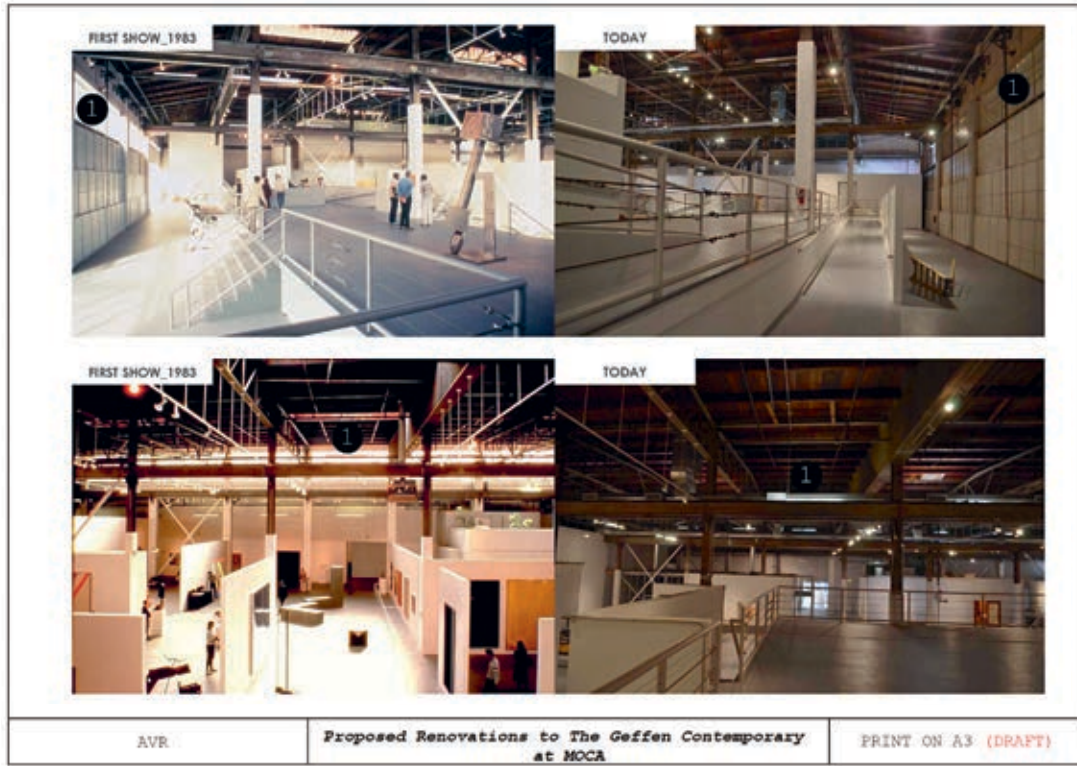 FIRST SHOW_1983
TODAY
1
1
FIRST SHOW_1983
TODAY
1
1
AVR
Proposed Renovations to The Geffen Contemporary
at MOCA
PRINT ON A3 (DRAFT)